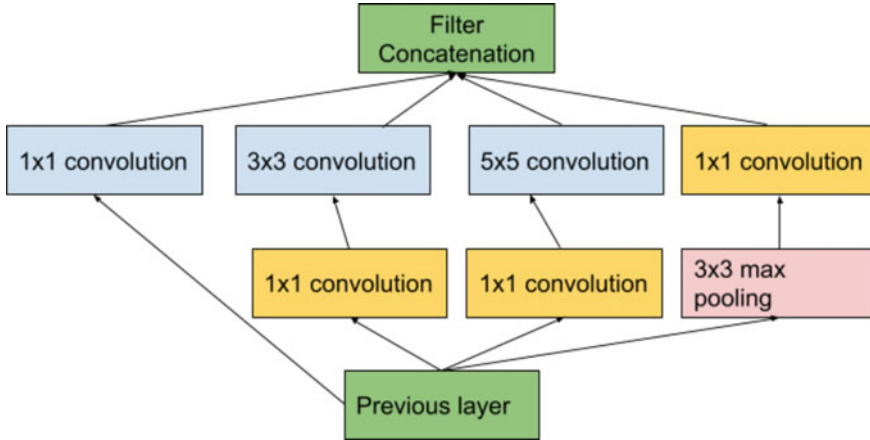 Filter
Concatenation
1x1 convolution
3x3 convolution
5x5 convolution
1x1 convolution
1x1 convolution
1x1 convolution
3x3 max
pooling
Previous layer